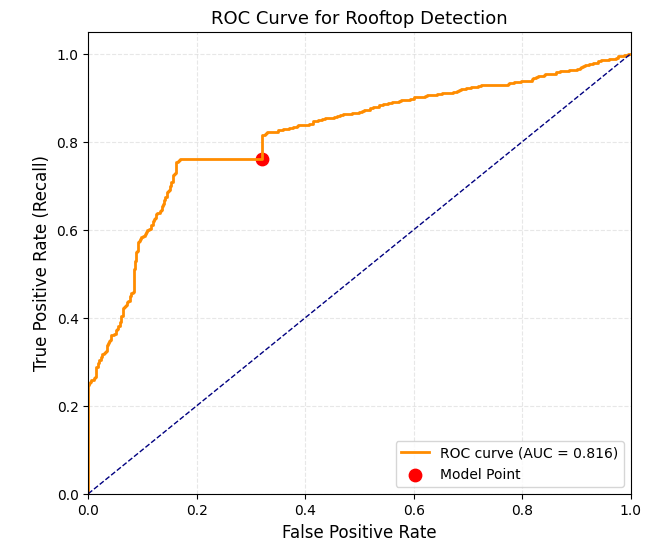 ROC Curve for Rooftop Detection
True Positive Rate (Recall)
1.0
0.8
0.6
0.4
0.2
0.0
0.0 0.2 0.4 0.6 0.8 1.0
False Positive Rate
ROC curve (AUC = 0.816)
Model Point